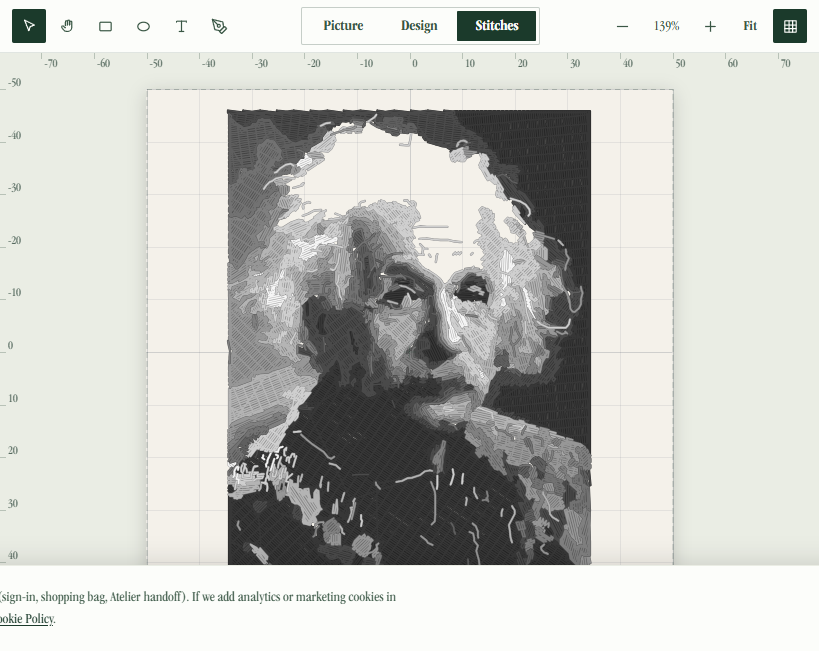 Picture Design Stitches 139% Fit
-70 -60 -50 -40 -30 -20 -10 0 10 20 30 40 50 60 70
-50
-40
-30
-20
-10
0
10
20
30
40
(sign-in, shopping bag, Atelier handoff). If we add analytics or marketing cookies in
ookie Policy.